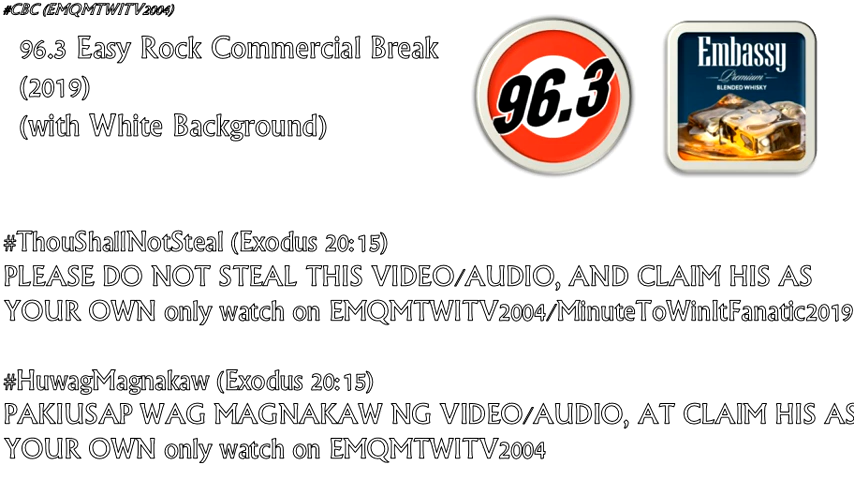 #CBC (EMQMTWITV2004)
96.3 Easy Rock Commercial Break
(2019)
(with White Background)
96.3
Embassy
Premium
BLENDED WHISKY
#ThouShallNotSteal (Exodus 20:15)
PLEASE DO NOT STEAL THIS VIDEO/AUDIO, AND CLAIM HIS AS
YOUR OWN only watch on EMQMTWITV2004/MinuteToWinItFanatic2019
#HuwagMagnakaw (Exodus 20:15)
PAKIUSAP WAG MAGNAKAW NG VIDEO/AUDIO, AT CLAIM HIS AS
YOUR OWN only watch on EMQMTWITV2004